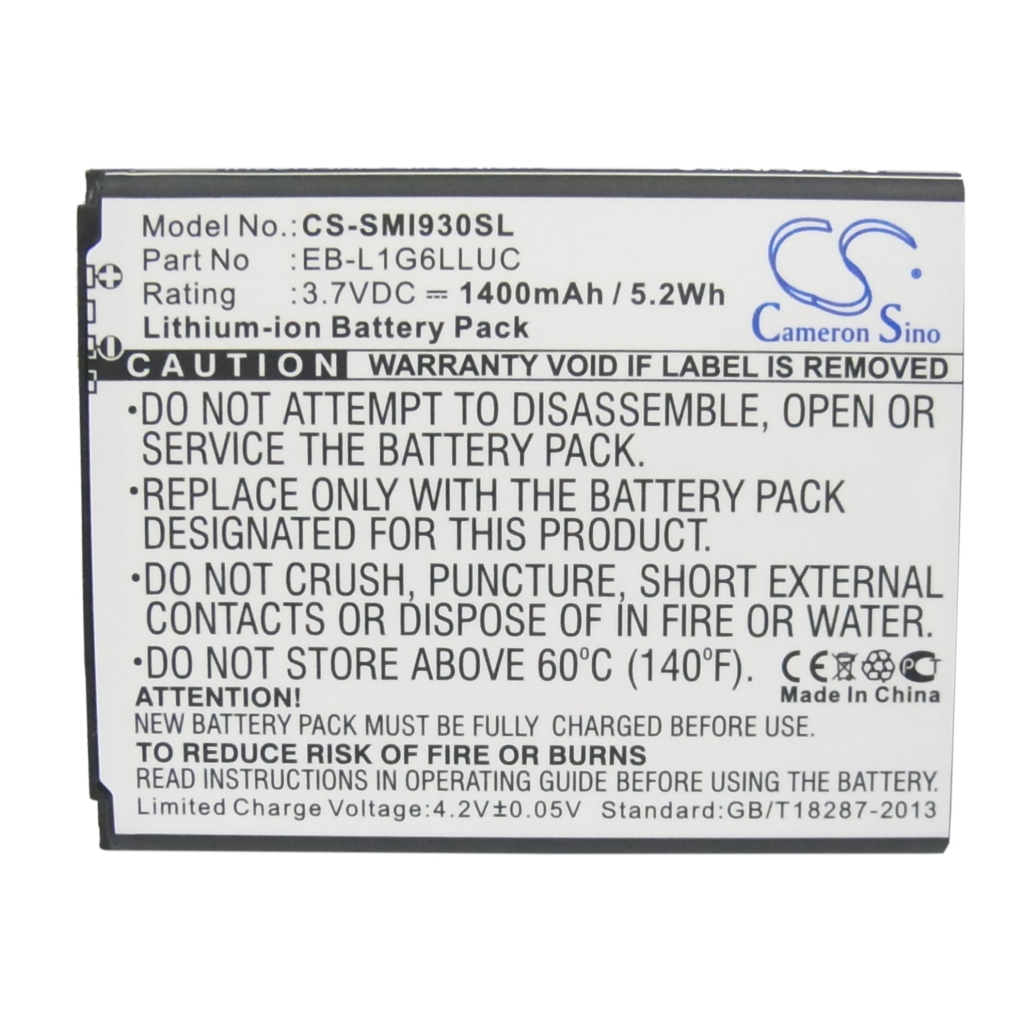 Model No.: CS-SMI930SL
Part No : EB-L1G6LLUC
Rating : 3.7VDC ⎓ 1400mAh / 5.2Wh
Lithium-ion Battery Pack
CS
Cameron Sino
CAUTION WARRANTY VOID IF LABEL IS REMOVED
•DO NOT ATTEMPT TO DISASSEMBLE, OPEN OR
SERVICE THE BATTERY PACK.
•REPLACE ONLY WITH THE BATTERY PACK
DESIGNATED FOR THIS PRODUCT.
•DO NOT CRUSH, PUNCTURE, SHORT EXTERNAL
CONTACTS OR DISPOSE OF IN FIRE OR WATER.
•DO NOT STORE ABOVE 60°C (140°F).
CE PCT
Made In China
ATTENTION!
NEW BATTERY PACK MUST BE FULLY CHARGED BEFORE USE.
TO REDUCE RISK OF FIRE OR BURNS
READ INSTRUCTIONS IN OPERATING GUIDE BEFORE USING THE BATTERY.
Limited Charge Voltage:4.2V±0.05V Standard:GB/T18287-2013